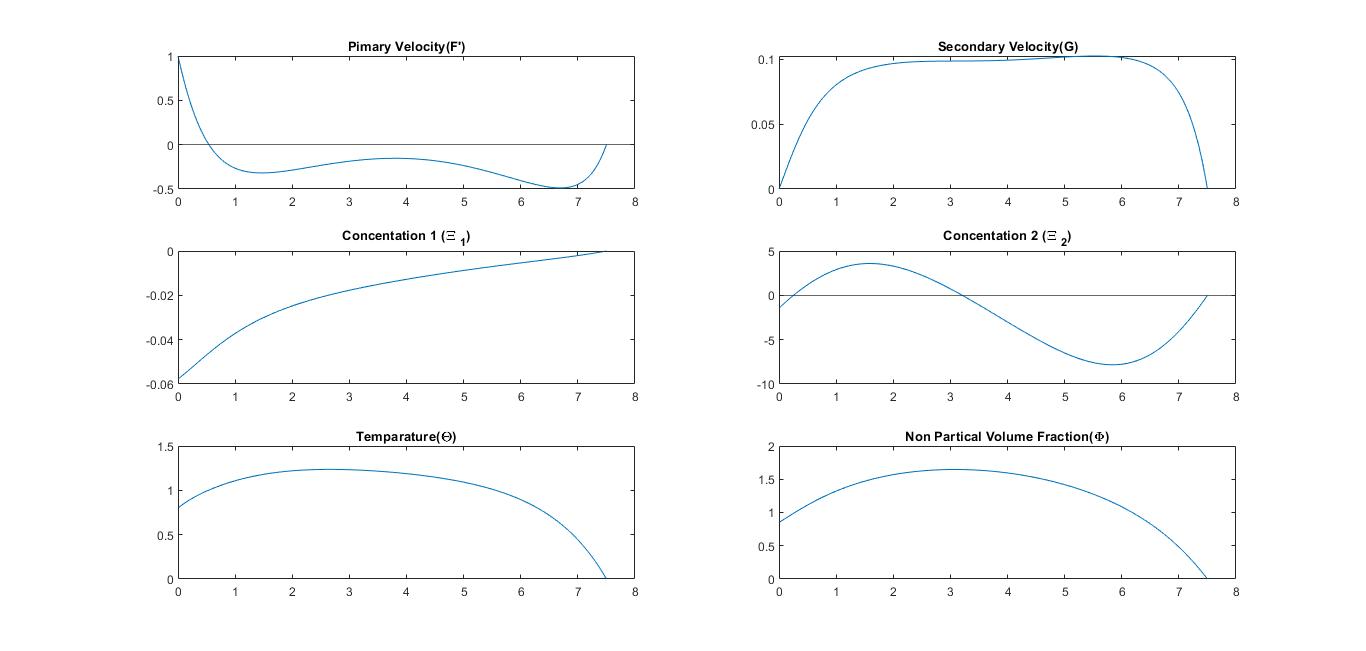 Pimary Velocity(F')
1
0.5
0
-0.5
0 1 2 3 4 5 6 7 8
Secondary Velocity(G)
0.1
0.05
0
0 1 2 3 4 5 6 7 8
Concentation 1 (Ξ 1)
0
-0.02
-0.04
-0.06
0 1 2 3 4 5 6 7 8
Concentation 2 (Ξ 2)
5
0
-5
-10
0 1 2 3 4 5 6 7 8
Temparature(Θ)
1.5
1
0.5
0
0 1 2 3 4 5 6 7 8
Non Partical Volume Fraction(Φ)
2
1.5
1
0.5
0
0 1 2 3 4 5 6 7 8